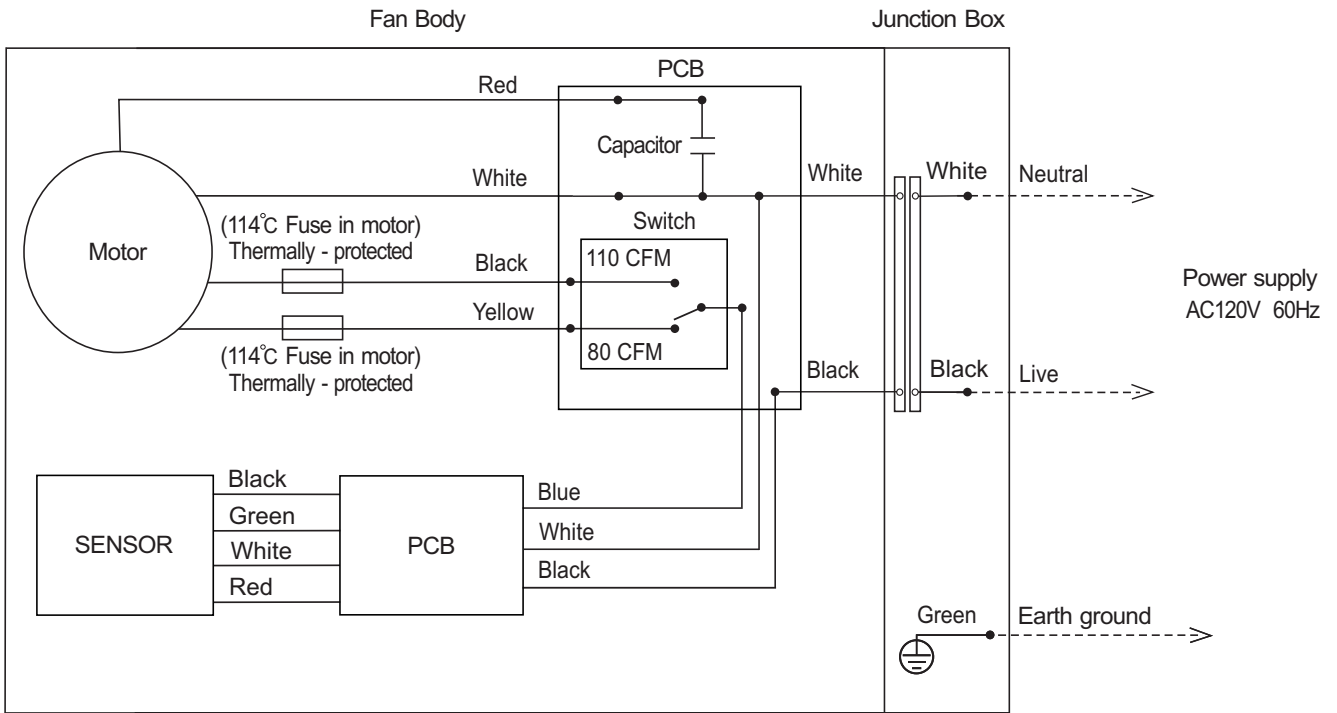 Fan Body
Junction Box
PCB
Red
Capacitor
White
White
White
Neutral
Switch
(114℃ Fuse in motor)
Thermally - protected
Motor
Black
110 CFM
Power supply
AC120V 60Hz
Yellow
80 CFM
(114℃ Fuse in motor)
Thermally - protected
Black
Black
Live
SENSOR
Black
Green
White
Red
PCB
Blue
White
Black
Green
Earth ground